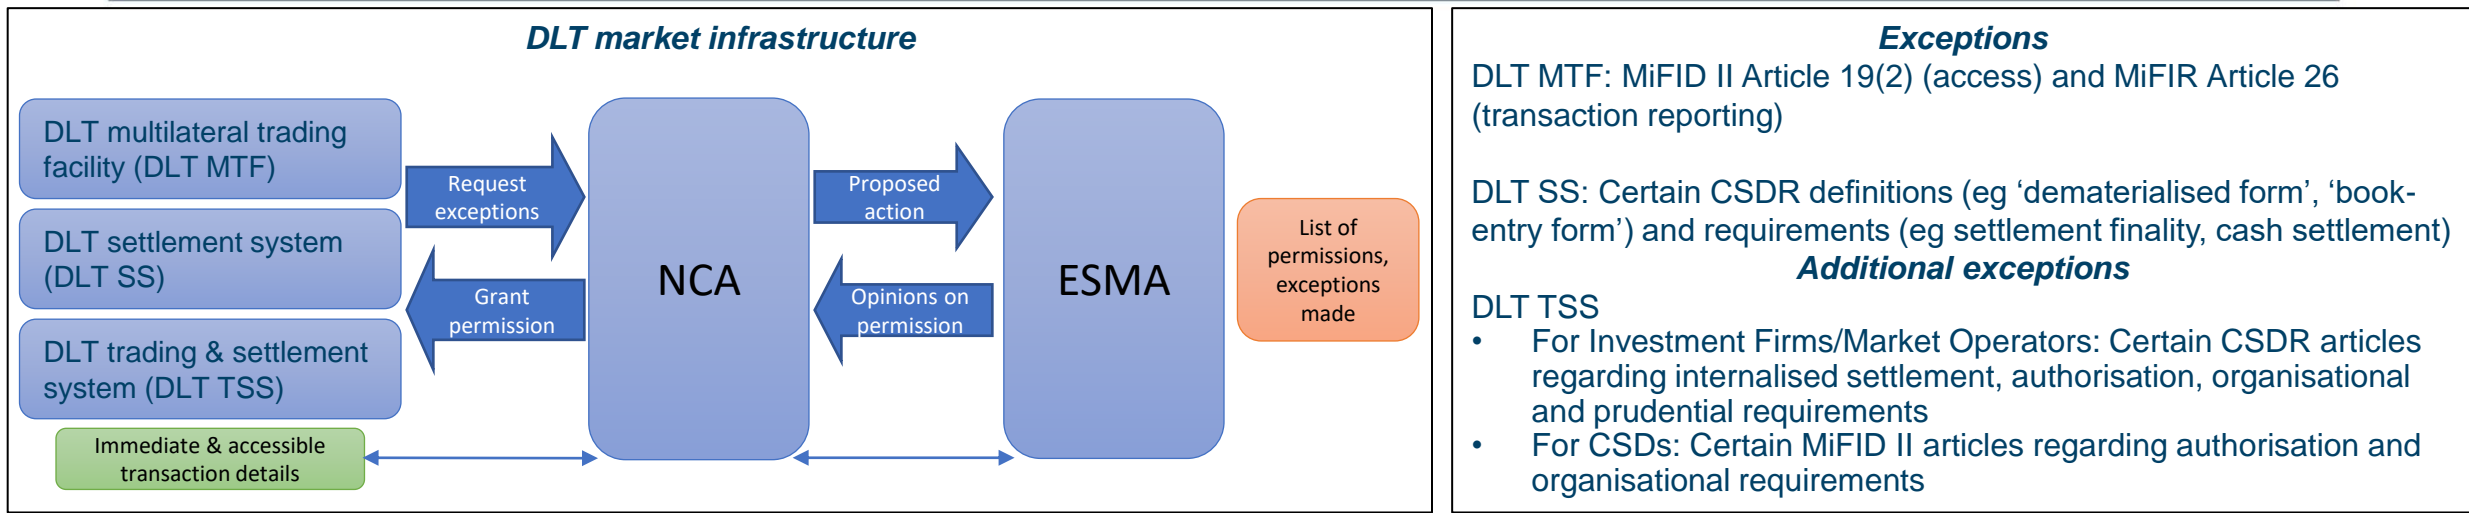 DLT market infrastructure
DLT multilateral trading
facility (DLT MTF)
DLT settlement system
(DLT SS)
DLT trading & settlement
system (DLT TSS)
Immediate & accessible
transaction details
Request
exceptions
Grant
permission
NCA
Proposed
action
Opinions on
permission
ESMA
List of
permissions,
exceptions
made
Exceptions
DLT MTF: MiFID II Article 19(2) (access) and MiFIR Article 26
(transaction reporting)
DLT SS: Certain CSDR definitions (eg ‘dematerialised form’, ‘book-
entry form’) and requirements (eg settlement finality, cash settlement)
Additional exceptions
DLT TSS
• For Investment Firms/Market Operators: Certain CSDR articles
regarding internalised settlement, authorisation, organisational
and prudential requirements
• For CSDs: Certain MiFID II articles regarding authorisation and
organisational requirements